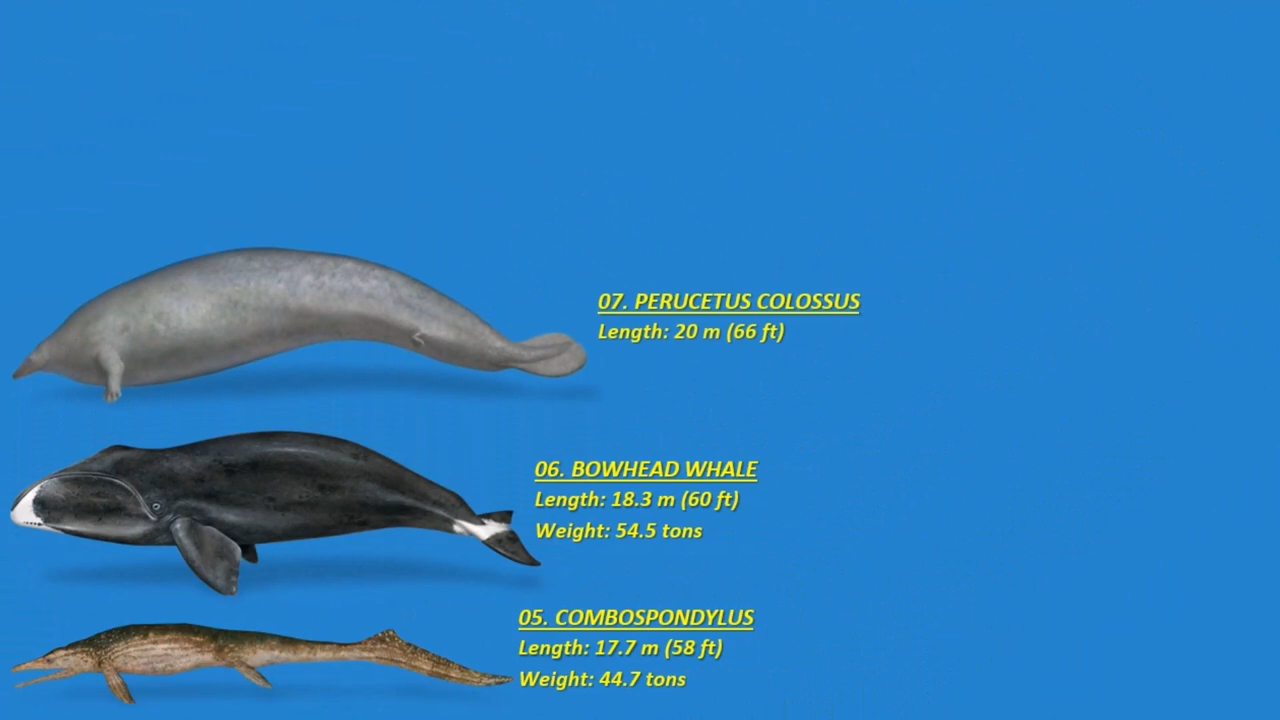 07. PERUCETUS COLOSSUS
Length: 20 m (66 ft)
06. BOWHEAD WHALE
Length: 18.3 m (60 ft)
Weight: 54.5 tons
05. COMBOSPONDYLUS
Length: 17.7 m (58 ft)
Weight: 44.7 tons